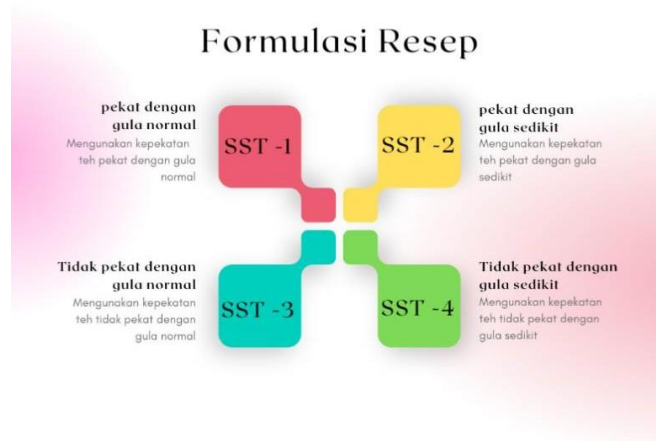 Formulasi Resep
pekat dengan
gula normal
Mengunakan kepekatan
teh pekat dengan gula
normal
SST -1
SST -2
pekat dengan
gula sedikit
Mengunakan kepekatan
teh pekat dengan gula
sedikit
Tidak pekat dengan
gula normal
Mengunakan kepekatan
teh tidak pekat dengan
gula normal
SST -3
SST -4
Tidak pekat dengan
gula sedikit
Mengunakan kepekatan
teh tidak pekat dengan
gula sedikit